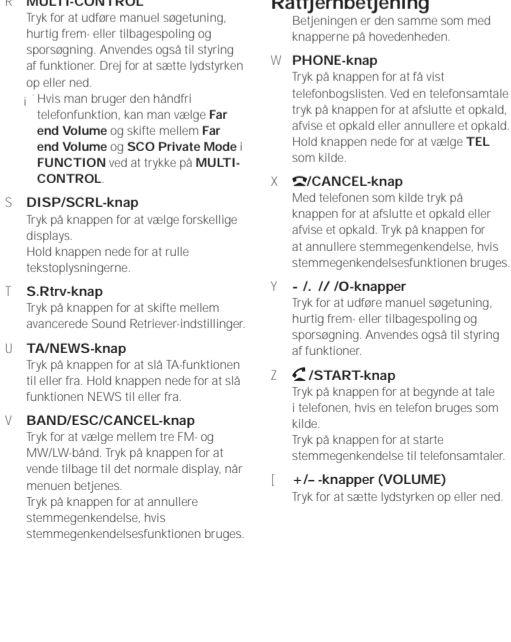 R MULTI-CONTROL
Tryk for at udføre manuel søgetuning,
hurtig frem- eller tilbagespoling og
sporsøgning. Anvendes også til styring
af funktioner. Drej for at sætte lydstyrken
op eller ned.
¡ Hvis man bruger den håndfri
telefonfunktion, kan man vælge Far
end Volume og skifte mellem Far
end Volume og SCO Private Mode i
FUNCTION ved at trykke på MULTI-
CONTROL.
S DISP/SCRL-knap
Tryk på knappen for at vælge forskellige
displays.
Hold knappen nede for at rulle
tekstoplysningerne.
T S.Rtrv-knap
Tryk på knappen for at skifte mellem
avancerede Sound Retriever-indstillinger.
U TA/NEWS-knap
Tryk på knappen for at slå TA-funktionen
til eller fra. Hold knappen nede for at slå
funktionen NEWS til eller fra.
V BAND/ESC/CANCEL-knap
Tryk for at vælge mellem tre FM- og
MW/LW-bånd. Tryk på knappen for at
vende tilbage til det normale display, når
menuen betjenes.
Tryk på knappen for at annullere
stemmegenkendelse, hvis
stemmegenkendelsesfunktionen bruges.
Ratfjernbetjening
Betjeningen er den samme som med
knapperne på hovedenheden.
W PHONE-knap
Tryk på knappen for at få vist
telefonbogslisten. Ved en telefonsamtale
tryk på knappen for at afslutte et opkald,
afvise et opkald eller annullere et opkald.
Hold knappen nede for at vælge TEL
som kilde.
X /CANCEL-knap
Med telefonen som kilde tryk på
knappen for at afslutte et opkald eller
afvise et opkald. Tryk på knappen for
at annullere stemmegenkendelse, hvis
stemmegenkendelsesfunktionen bruges.
Y - /. // /O-knapper
Tryk for at udføre manuel søgetuning,
hurtig frem- eller tilbagespoling og
sporsøgning. Anvendes også til styring
af funktioner.
Z /START-knap
Tryk på knappen for at begynde at tale
i telefonen, hvis en telefon bruges som
kilde.
Tryk på knappen for at starte
stemmegenkendelse til telefonsamtaler.
[ +/– -knapper (VOLUME)
Tryk for at sætte lydstyrken op eller ned.